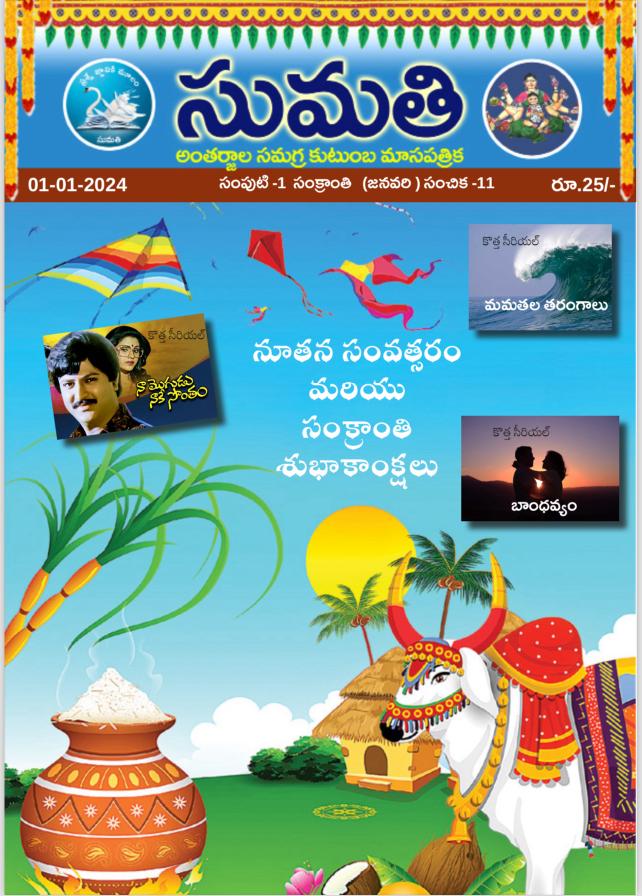 సుమతి
అంతర్జాల సమగ్ర కుటుంబ మాసపత్రిక
సుమతి
01-01-2024
సంపుటి -1 సంక్రాంతి (జనవరి ) సంచిక -11
రూ.25/-
కొత్త సీరియల్
మమతల తరంగాలు
కొత్త సీరియల్
నా మొగుడు
నాకే సొంతం
నూతన సంవత్సరం
మరియు
సంక్రాంతి
శుభాకాంక్షలు
కొత్త సీరియల్
బాంధవ్యం